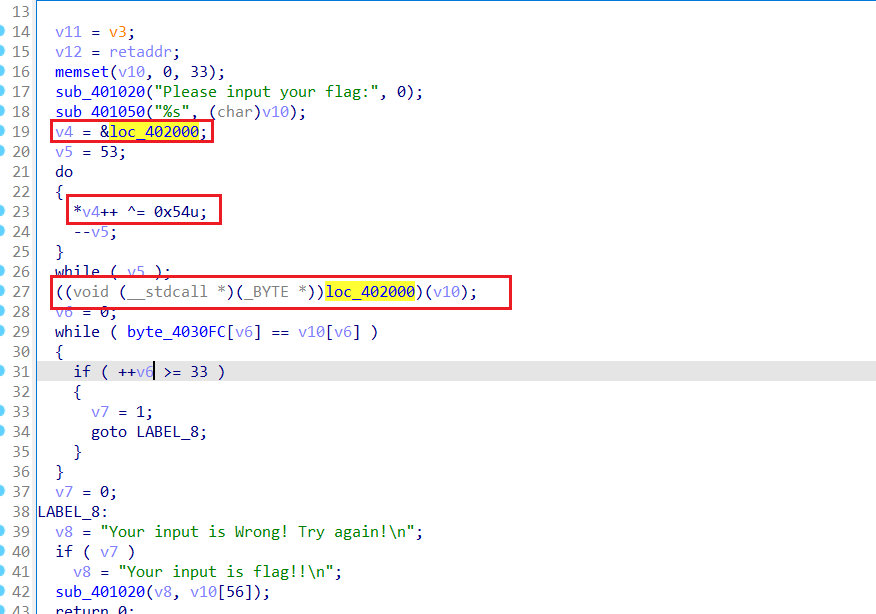 13
14 v11 = v3;
15 v12 = retaddr;
16 memset(v10, 0, 33);
17 sub_401020("Please input your flag:", 0);
18 sub_401050("%s", (char)v10);
19 v4 = &loc_402000;
20 v5 = 53;
21 do
22 {
23 *v4++ ^= 0x54u;
24 --v5;
25 }
26 while ( v5 );
27 ((void (__stdcall *)(_BYTE *))loc_402000)(v10);
28 v6 = 0;
29 while ( byte_4030FC[v6] == v10[v6] )
30 {
31 if ( ++v6 >= 33 )
32 {
33 v7 = 1;
34 goto LABEL_8;
35 }
36 }
37 v7 = 0;
38 LABEL_8:
39 v8 = "Your input is Wrong! Try again!\n";
40 if ( v7 )
41 v8 = "Your input is flag!!\n";
42 sub_401020(v8, v10[56]);
43 return 0;